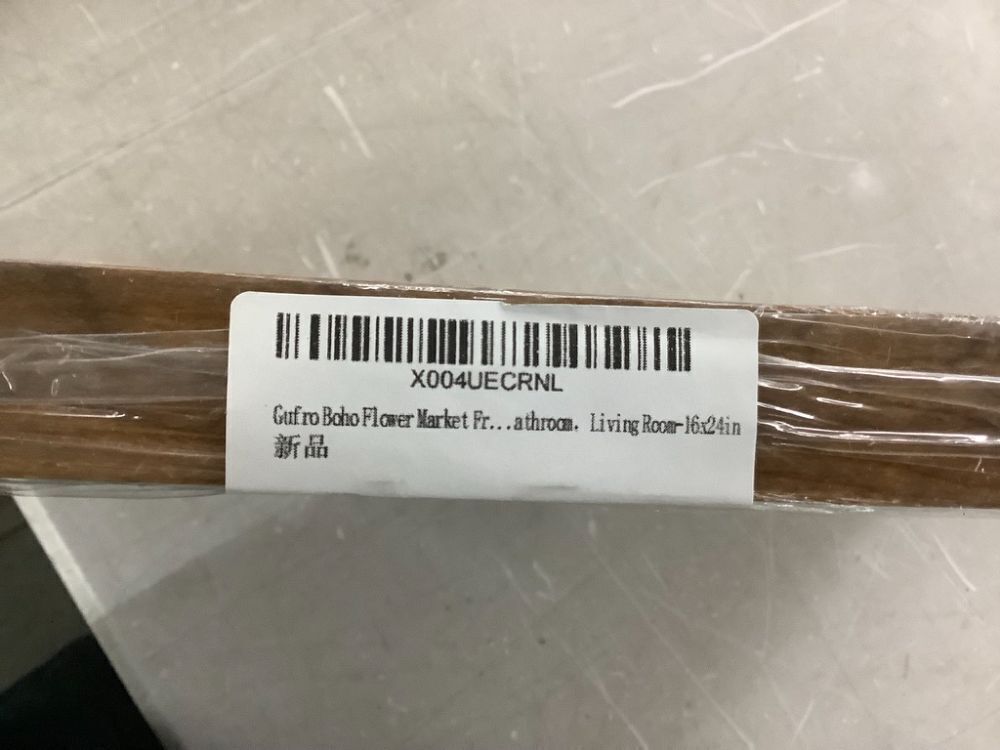 X004UECRNL
Gufro Boho Flower Market Fr...athroom, Living Room-16x24in
新品